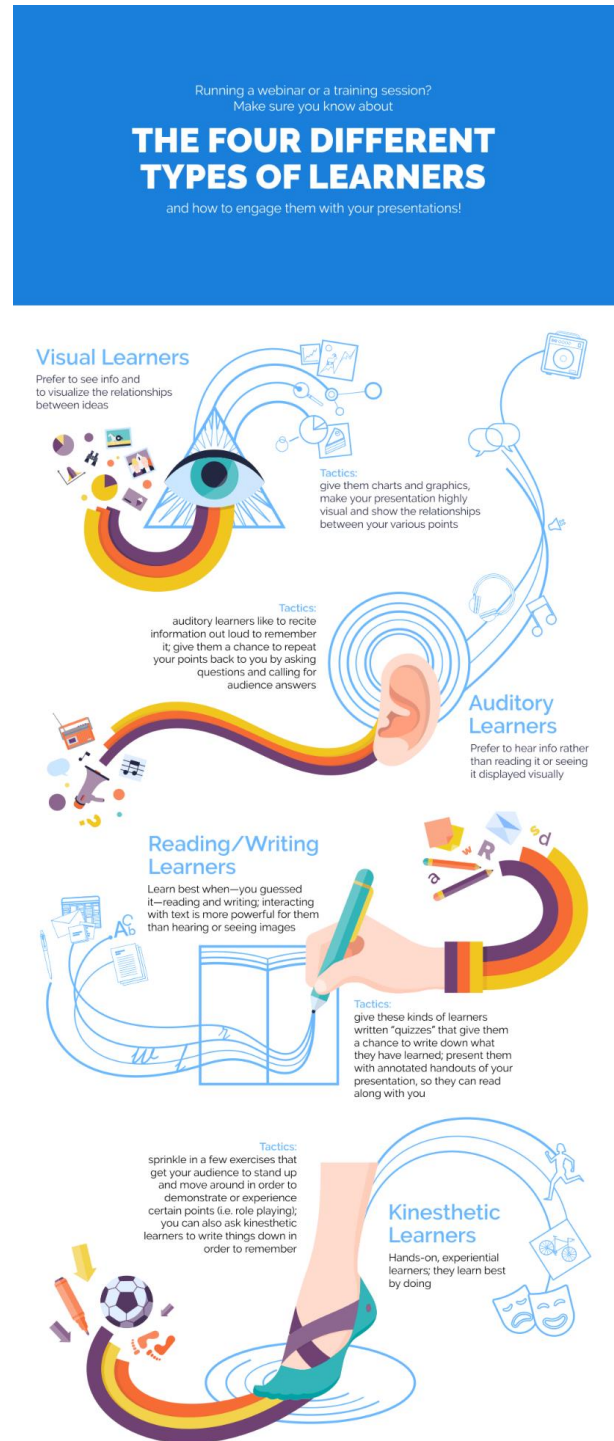 Running a webinar or a training session?
Make sure you know about
THE FOUR DIFFERENT
TYPES OF LEARNERS
and how to engage them with your presentations!
Visual Learners
Prefer to see info and
to visualize the relationships
between ideas
Tactics:
give them charts and graphics,
make your presentation highly
visual and show the relationships
between your various points
Tactics:
auditory learners like to recite
information out loud to remember
it; give them a chance to repeat
your points back to you by asking
questions and calling for
audience answers
Auditory
Learners
Prefer to hear info rather
than reading it or seeing
it displayed visually
Reading/Writing
Learners
Learn best when—you guessed
it—reading and writing; interacting
with text is more powerful for them
than hearing or seeing images
a
w
R
s
d
A
b
c
w
t
r
Tactics:
give these kinds of learners
written "quizzes" that give them
a chance to write down what
they have learned; present them
with annotated handouts of your
presentation, so they can read
along with you
Tactics:
sprinkle in a few exercises that
get your audience to stand up
and move around in order to
demonstrate or experience
certain points (i.e. role playing);
you can also ask kinesthetic
learners to write things down in
order to remember
Kinesthetic
Learners
Hands-on, experiential
learners; they learn best
by doing